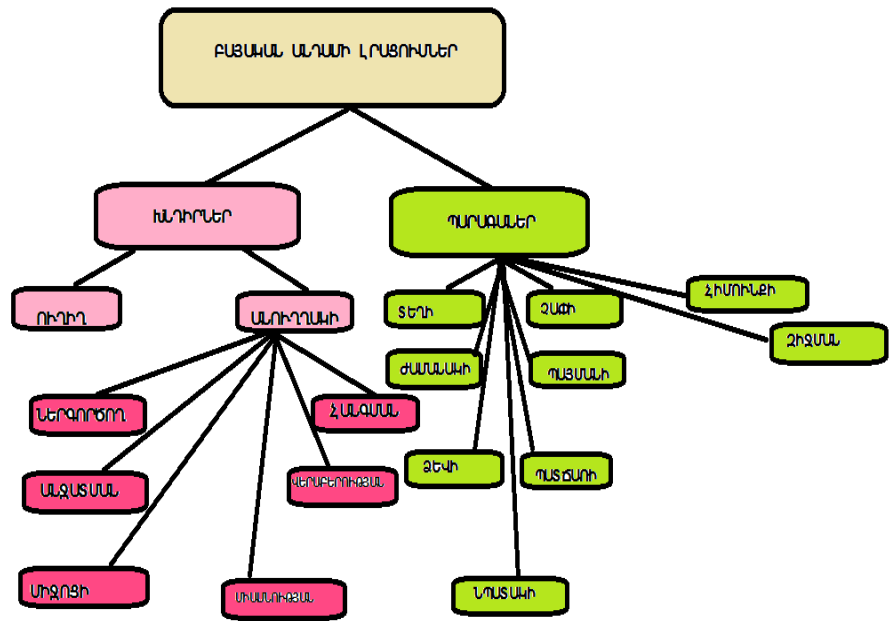 ԲԱՅԱԿԱՆ ԱՆԴԱՄԻ ԼՐԱՑՈՒՄՆԵՐ
ԽՆԴԻՐՆԵՐ
ՊԱՐԱԳԱՆԵՐ
ՈՒՂԻՂ
ԱՆՈՒՂՂԱԿԻ
ՏԵՂԻ
ՉԱՓԻ
ՀԻՄՈՒՆՔԻ
ԶԻՋՄԱՆ
ԺԱՄԱՆԱԿԻ
ՊԱՅՄԱՆԻ
ՆԵՐԳՈՐԾՈՂ
ՀԱՆԳՄԱՆ
ՁԵՎԻ
ՊԱՏՃԱՌԻ
ԱՆՋԱՏՄԱՆ
ՎԵՐԱԲԵՐՈՒԹՅԱՆ
ՄԻՋՈՑԻ
ՄԻԱՍՆՈՒԹՅԱՆ
ՆՊԱՏԱԿԻ